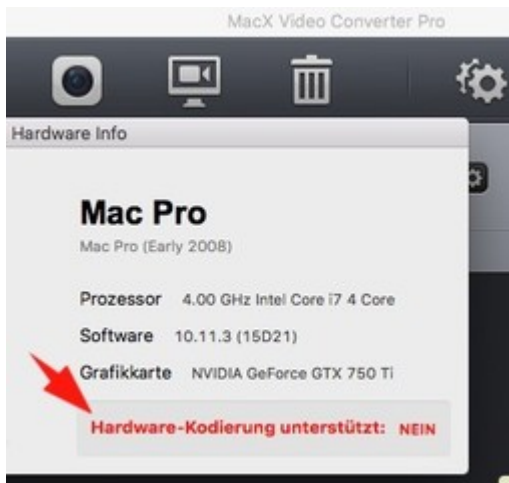 MacX Video Converter Pro
Hardware Info
Mac Pro
Mac Pro (Early 2008)
Prozessor 4.00 GHz Intel Core i7 4 Core
Software 10.11.3 (15D21)
Grafikkarte NVIDIA GeForce GTX 750 Ti
Hardware-Kodierung unterstützt: NEIN